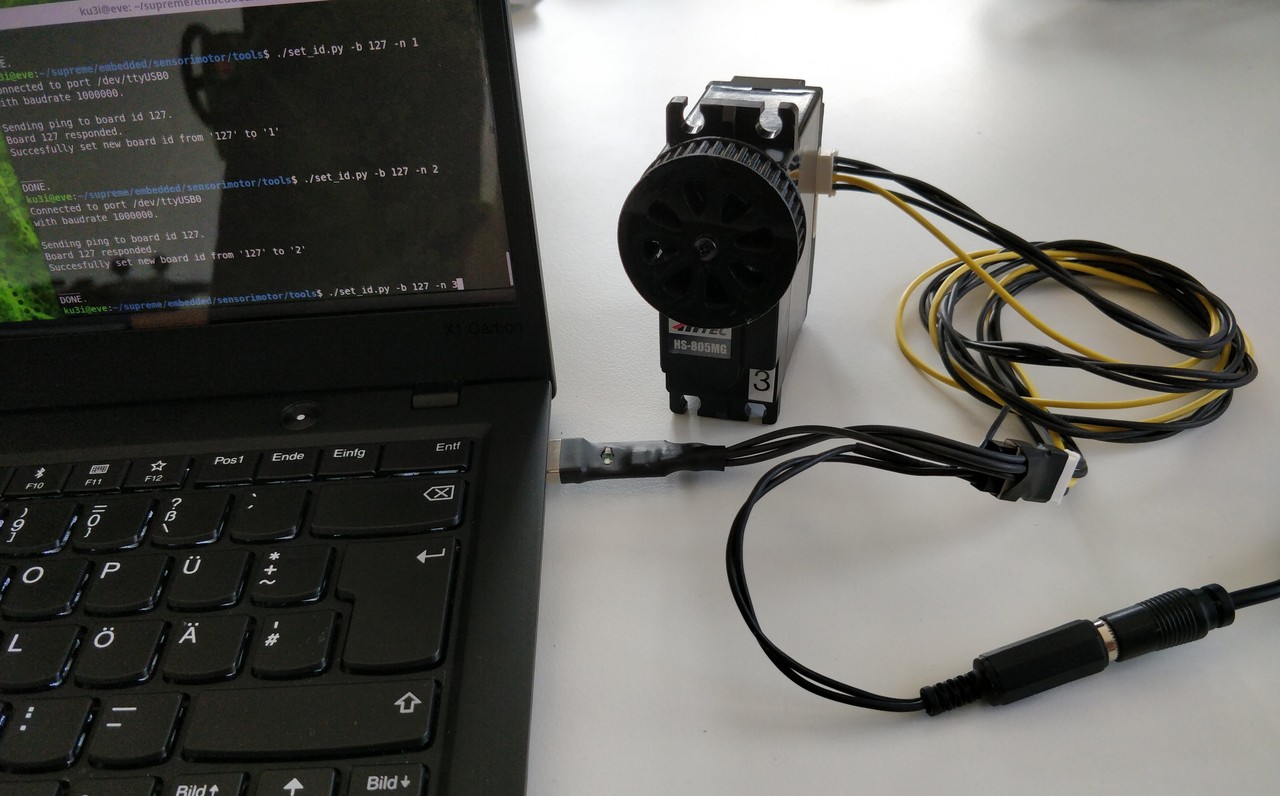 ku3i@eve: ~/supreme/embedded
E.
3i@eve:~/supreme/embedded/sensorimotor/tools$ ./set_id.py -b 127 -n 1
onnected to port /dev/ttyUSB0
with baudrate 1000000.
Sending ping to board id 127.
Board 127 responded.
Succesfully set new board id from '127' to '1'
DONE.
ku3i@eve:~/supreme/embedded/sensorimotor/tools$ ./set_id.py -b 127 -n 2
Connected to port /dev/ttyUSB0
with baudrate 1000000.
Sending ping to board id 127.
Board 127 responded.
Succesfully set new board id from '127' to '2'
DONE.
ku3i@eve:~/supreme/embedded/sensorimotor/tools$ ./set_id.py -b 127 -n 3
X1 Carbon
HS-805MG
3
F10 F11 F12 Pos1 Ende Einfg Entf
) 9 ] = 0 } ? ß \ `
O P Ü * + ~
L Ö Ä ' #
: _
Bild↑ ↑ Bild↓